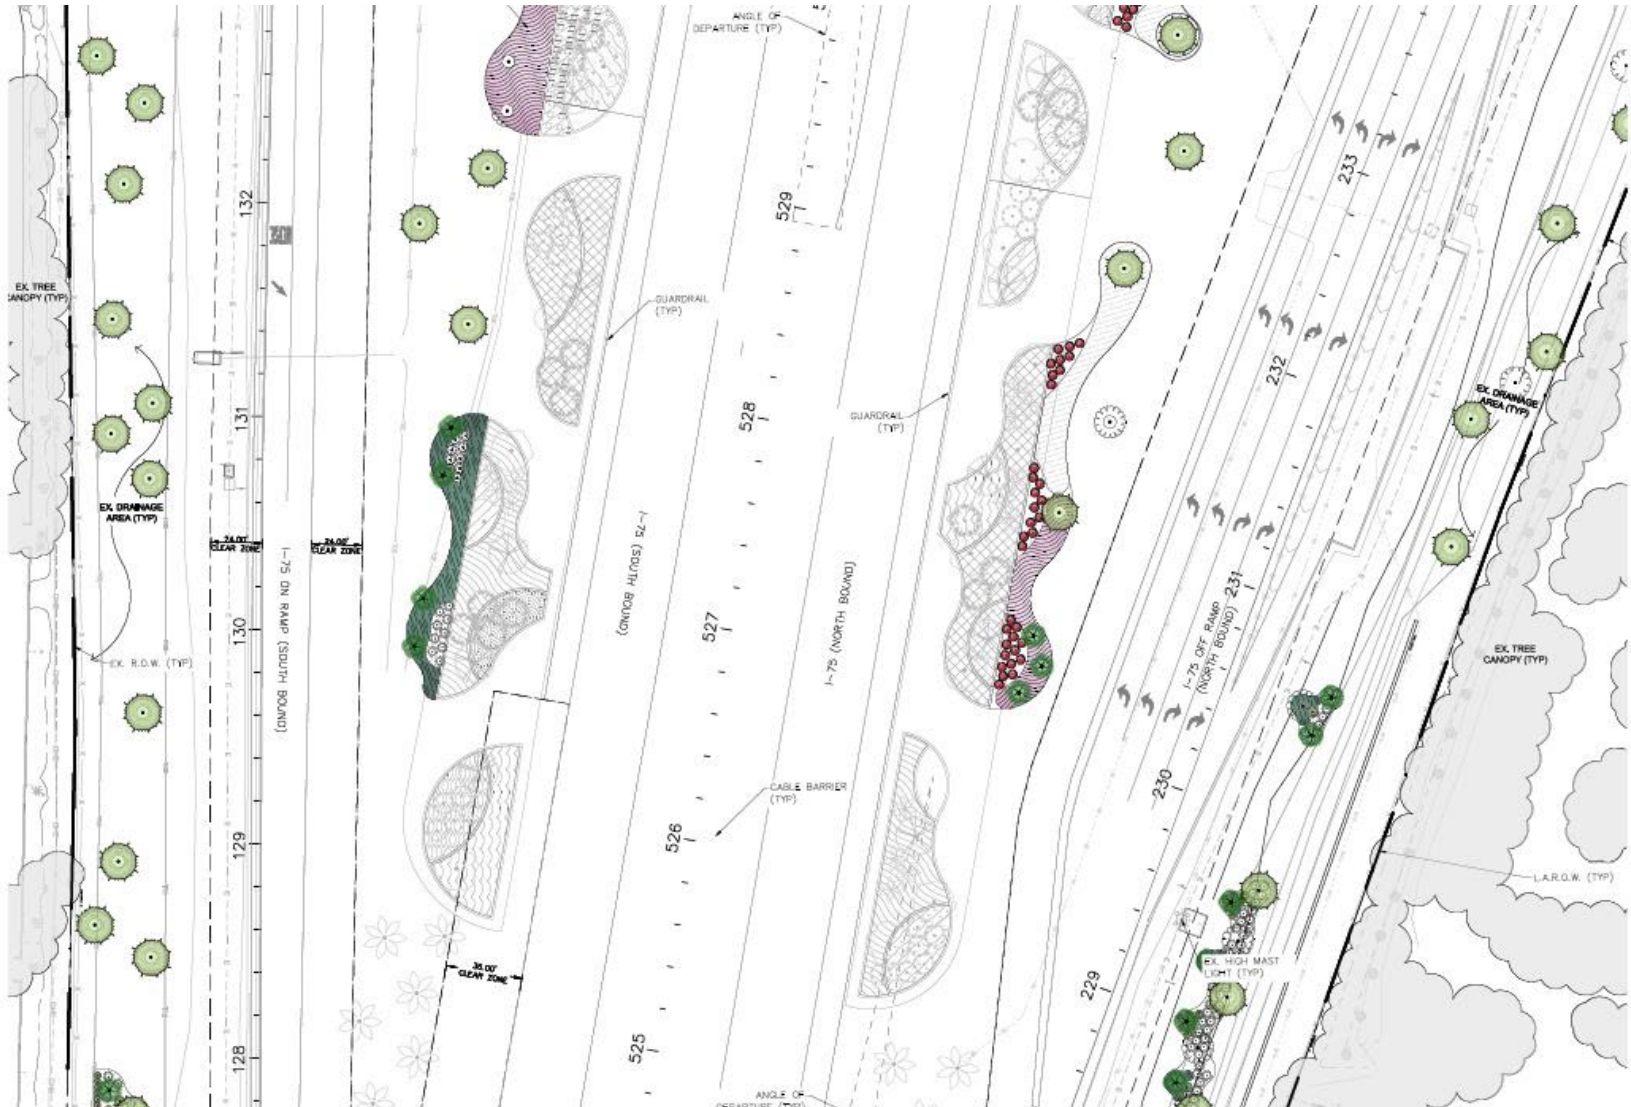 ANGLE OF
DEPARTURE (TYP)
233
132
529
EX. TREE
CANOPY (TYP)
GUARDRAIL
(TYP)
232
131
528
GUARDRAIL
(TYP)
EX. DRAINAGE
AREA (TYP)
EX. DRAINAGE
AREA (TYP)
24.00'
CLEAR ZONE
24.00'
CLEAR ZONE
I-75 ON RAMP (SOUTH BOUND)
I-75 (SOUTH BOUND)
I-75 (NORTH BOUND)
231
130
527
I-75 OFF RAMP
(NORTH BOUND)
EX. R.O.W. (TYP)
EX. TREE
CANOPY (TYP)
230
CABLE BARRIER
(TYP)
129
526
L.A.R.O.W. (TYP)
36.00'
CLEAR ZONE
EX. HIGH MAST
LIGHT (TYP)
229
128
525
ANGLE OF
DEPARTURE (TYP)